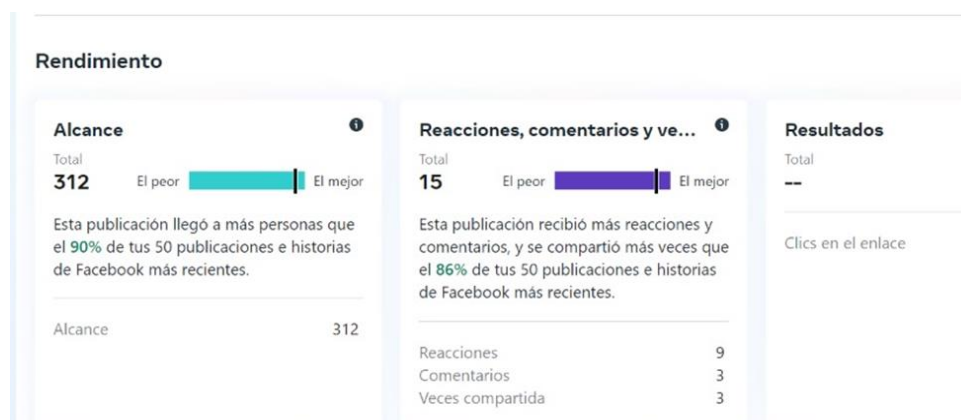 Rendimiento
Alcance
Total
312 El peor El mejor
Esta publicación llegó a más personas que
el 90% de tus 50 publicaciones e historias
de Facebook más recientes.
Alcance 312
Reacciones, comentarios y ve...
Total
15 El peor El mejor
Esta publicación recibió más reacciones y
comentarios, y se compartió más veces que
el 86% de tus 50 publicaciones e historias
de Facebook más recientes.
Reacciones 9
Comentarios 3
Veces compartida 3
Resultados
Total
--
Clics en el enlace